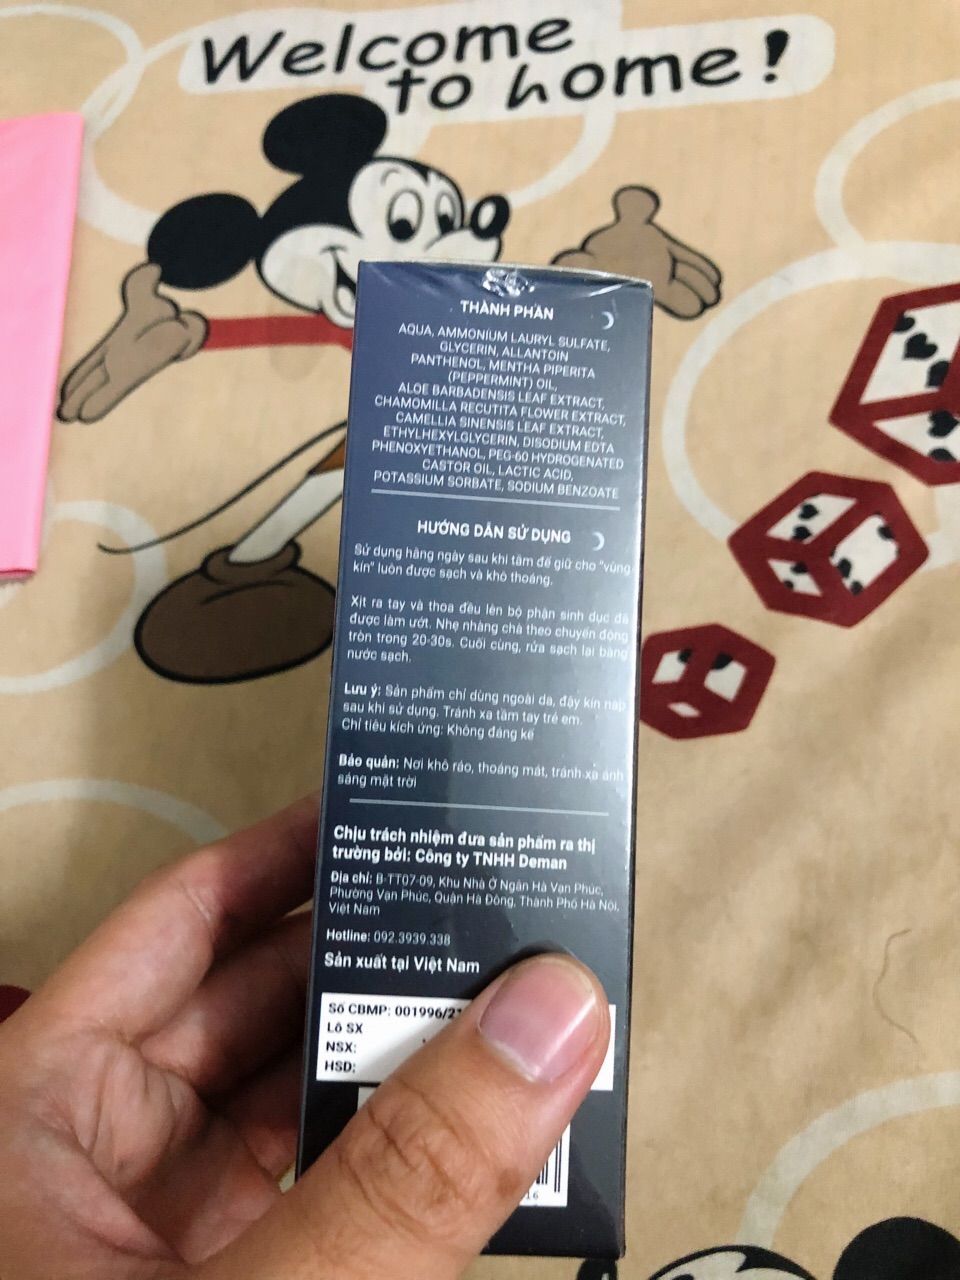 Welcome
to home!
THÀNH PHẦN
AQUA, AMMONIUM LAURYL SULFATE,
GLYCERIN, ALLANTOIN
PANTHENOL, MENTHA PIPERITA
(PEPPERMINT) OIL,
ALOE BARBADENSIS LEAF EXTRACT,
CHAMOMILLA RECUTITA FLOWER EXTRACT,
CAMELLIA SINENSIS LEAF EXTRACT,
ETHYLHEXYLGLYCERIN, DISODIUM EDTA
PHENOXYETHANOL, PEG-60 HYDROGENATED
CASTOR OIL, LACTIC ACID,
POTASSIUM SORBATE, SODIUM BENZOATE
HƯỚNG DẪN SỬ DỤNG
Sử dụng hàng ngày sau khi tắm để giữ cho "vùng
kín" luôn được sạch và khô thoáng.
Xịt ra tay và thoa đều lên bộ phận sinh dục đã
được làm ướt. Nhẹ nhàng chà theo chuyển động
tròn trong 20-30s. Cuối cùng, rửa sạch lại bằng
nước sạch.
Lưu ý: Sản phẩm chỉ dùng ngoài da, đậy kín nắp
sau khi sử dụng. Tránh xa tầm tay trẻ em.
Chỉ tiêu kích ứng: Không đáng kể
Bảo quản: Nơi khô ráo, thoáng mát, tránh xa ánh
sáng mặt trời
Chịu trách nhiệm đưa sản phẩm ra thị
trường bởi: Công ty TNHH Deman
Địa chỉ: B-TT07-09, Khu Nhà Ở Ngân Hà Vạn Phúc,
Phường Vạn Phúc, Quận Hà Đông, Thành Phố Hà Nội,
Việt Nam
Hotline: 092.3939.338
Sản xuất tại Việt Nam
Số CBMP: 001996/21
Lô SX
NSX:
HSD:
16